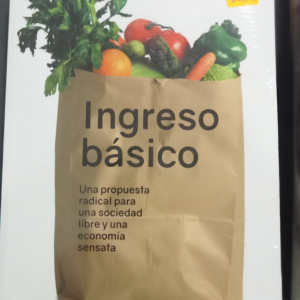 Ingreso
básico
Una propuesta
radical para
una sociedad
libre y una
economía
sensata